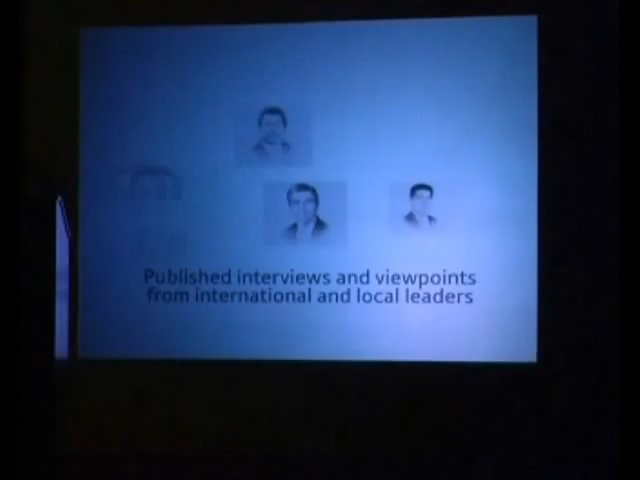 Published interviews and viewpoints
from international and local leaders